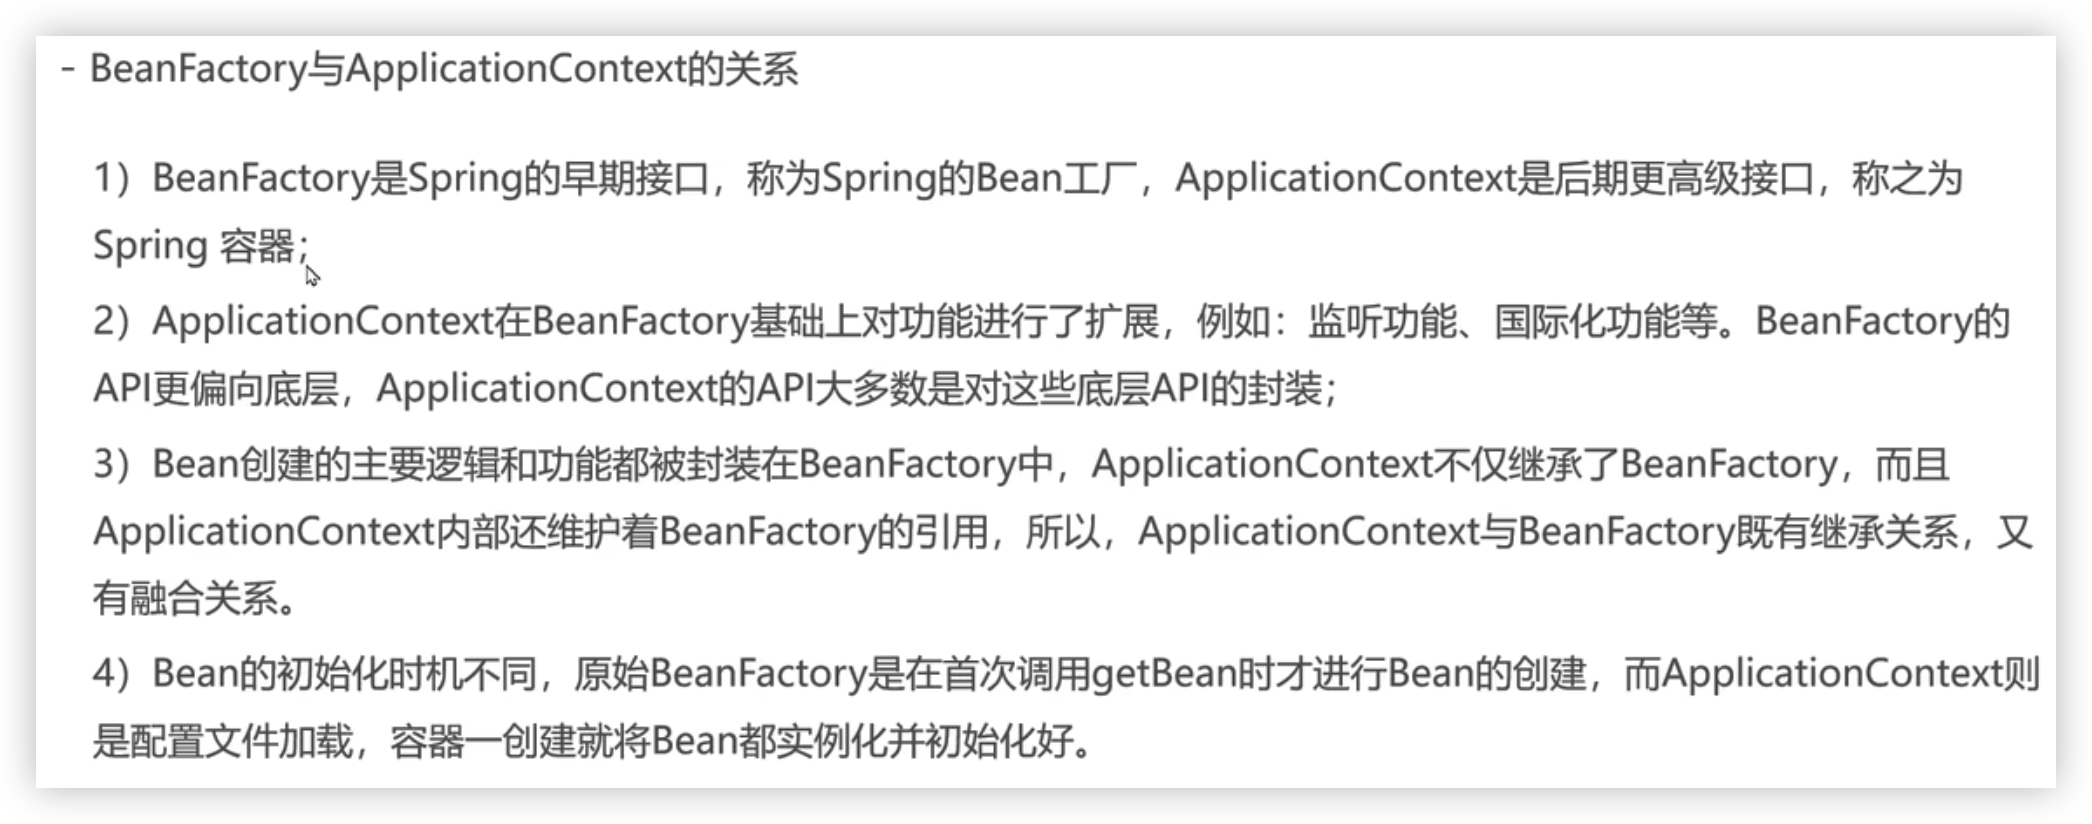 - BeanFactory与ApplicationContext的关系
1）BeanFactory是Spring的早期接口，称为Spring的Bean工厂，ApplicationContext是后期更高级接口，称之为
Spring 容器；
2）ApplicationContext在BeanFactory基础上对功能进行了扩展，例如：监听功能、国际化功能等。BeanFactory的
API更偏向底层，ApplicationContext的API大多数是对这些底层API的封装；
3）Bean创建的主要逻辑和功能都被封装在BeanFactory中，ApplicationContext不仅继承了BeanFactory，而且
ApplicationContext内部还维护着BeanFactory的引用，所以，ApplicationContext与BeanFactory既有继承关系，又
有融合关系。
4）Bean的初始化时机不同，原始BeanFactory是在首次调用getBean时才进行Bean的创建，而ApplicationContext则
是配置文件加载，容器一创建就将Bean都实例化并初始化好。